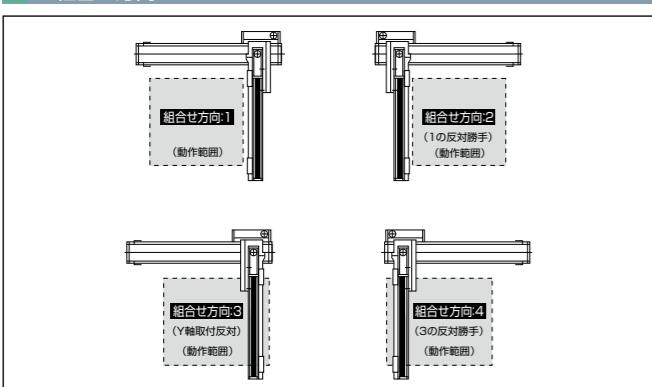 組合せ方向:1
（動作範囲）
組合せ方向:2
（1の反対勝手）
（動作範囲）
組合せ方向:3
（Y軸取付反対）
（動作範囲）
組合せ方向:4
（3の反対勝手）
（動作範囲）